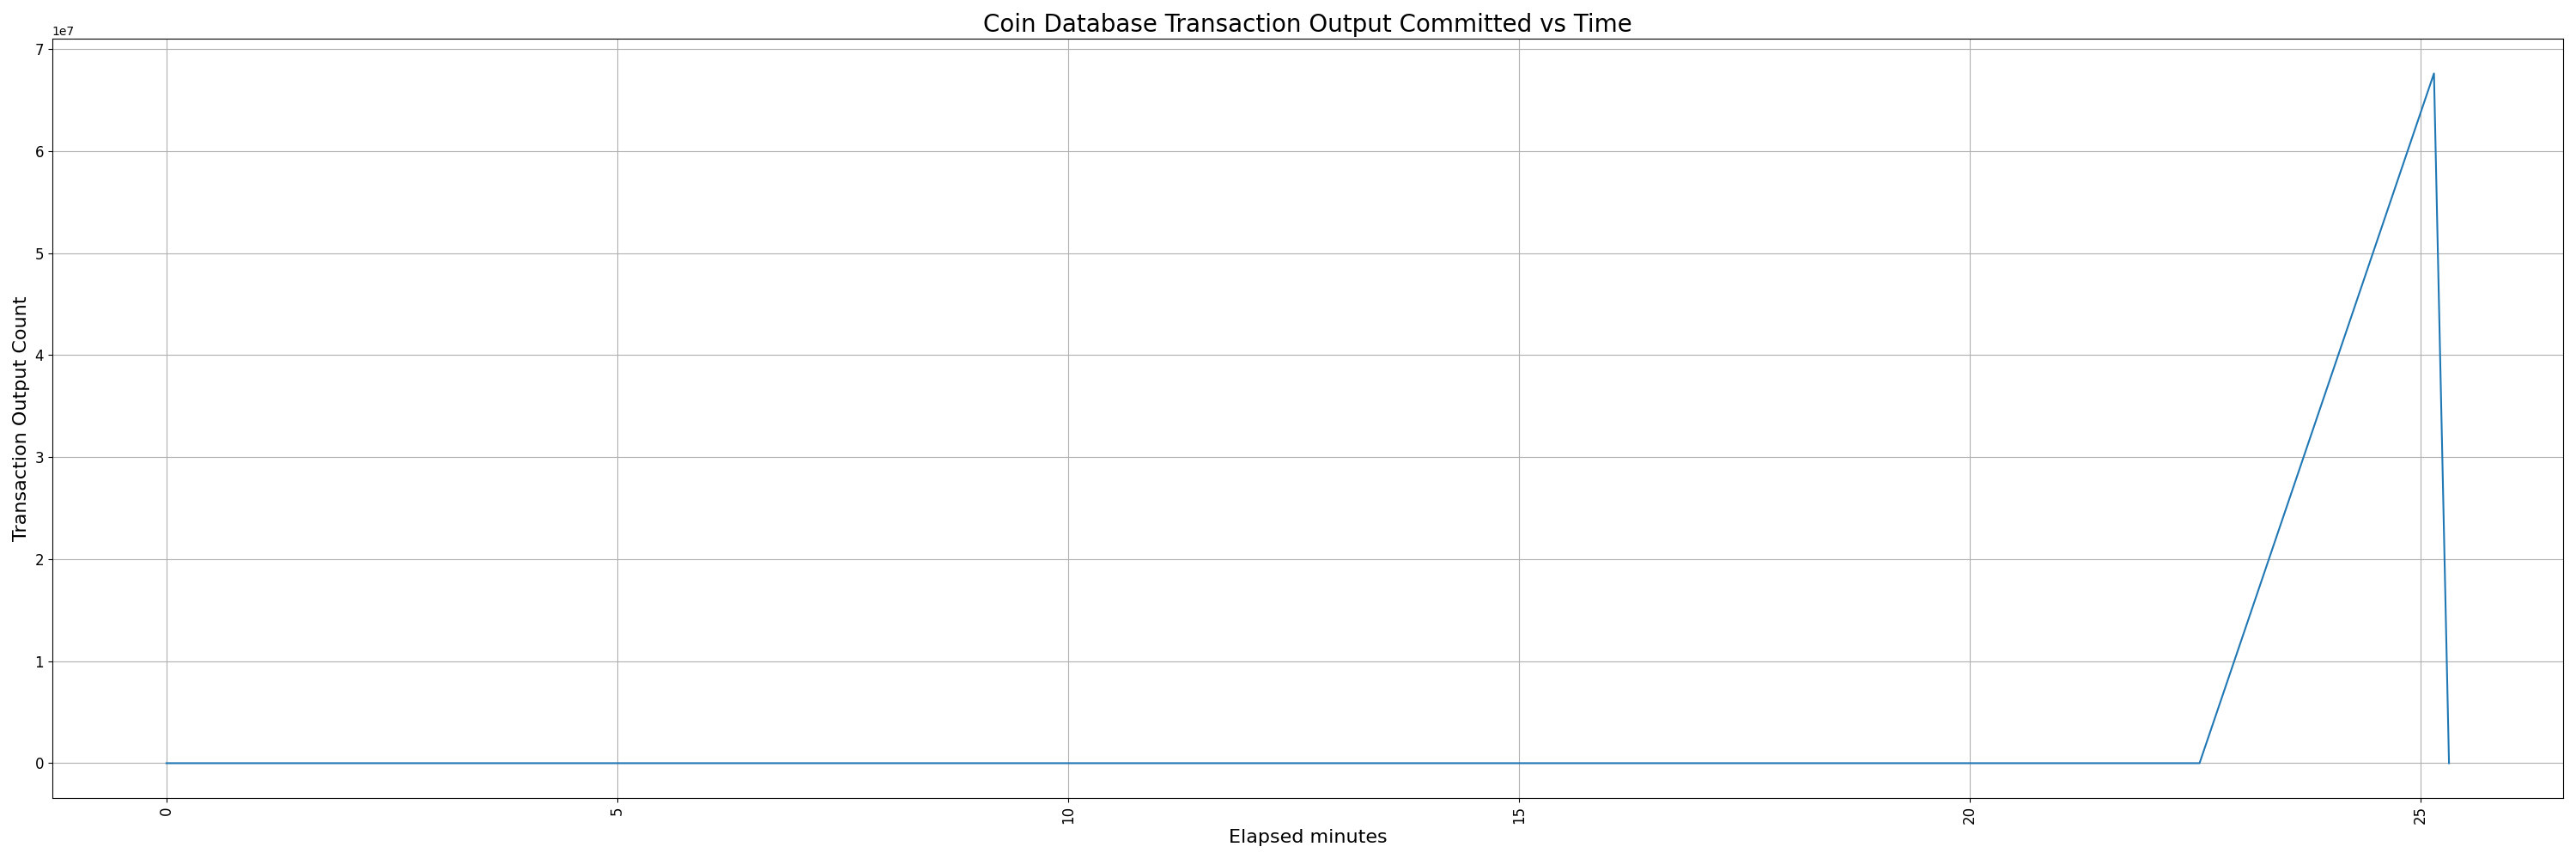 Coin Database Transaction Output Committed vs Time
1e7
7
6
5
4
3
2
1
0
Transaction Output Count
0 5 10 15 20 25
Elapsed minutes